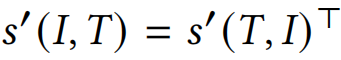 s′(I, T) = s′(T, I)⊤